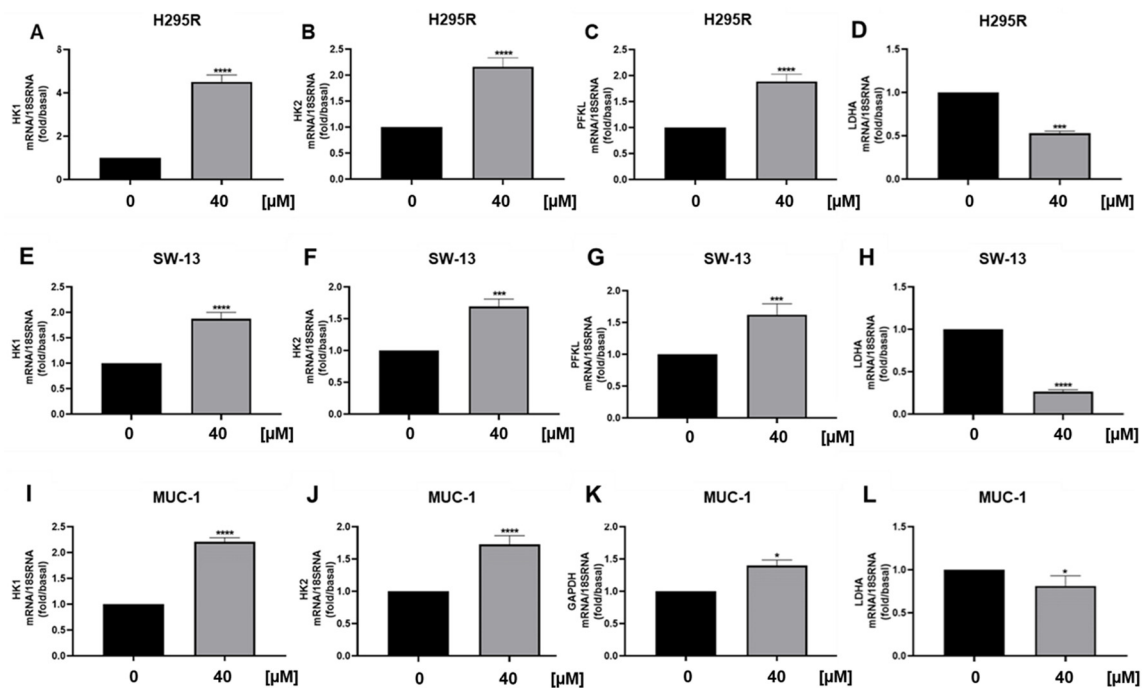 A
H295R
HK1
mRNA/18SRNA
(fold/basal)
6
4
2
0
****
0 40 [µM]
B
H295R
HK2
mRNA/18SRNA
(fold/basal)
2.5
2.0
1.5
1.0
0.5
0.0
****
0 40 [µM]
C
H295R
PFKL
mRNA/18SRNA
(fold/basal)
2.5
2.0
1.5
1.0
0.5
0.0
****
0 40 [µM]
D
H295R
LDHA
mRNA/18SRNA
(fold/basal)
1.5
1.0
0.5
0.0
***
0 40 [µM]
E
SW-13
HK1
mRNA/18SRNA
(fold/basal)
2.5
2.0
1.5
1.0
0.5
0.0
****
0 40 [µM]
F
SW-13
HK2
mRNA/18SRNA
(fold/basal)
2.0
1.5
1.0
0.5
0.0
***
0 40 [µM]
G
SW-13
PFKL
mRNA/18SRNA
(fold/basal)
2.0
1.5
1.0
0.5
0.0
***
0 40 [µM]
H
SW-13
LDHA
mRNA/18SRNA
(fold/basal)
1.5
1.0
0.5
0.0
****
0 40 [µM]
I
MUC-1
HK1
mRNA/18SRNA
(fold/basal)
2.5
2.0
1.5
1.0
0.5
0.0
****
0 40 [µM]
J
MUC-1
HK2
mRNA/18SRNA
(fold/basal)
2.0
1.5
1.0
0.5
0.0
****
0 40 [µM]
K
MUC-1
GAPDH
mRNA/18SRNA
(fold/basal)
2.0
1.5
1.0
0.5
0.0
*
0 40 [µM]
L
MUC-1
LDHA
mRNA/18SRNA
(fold/basal)
1.5
1.0
0.5
0.0
*
0 40 [µM]